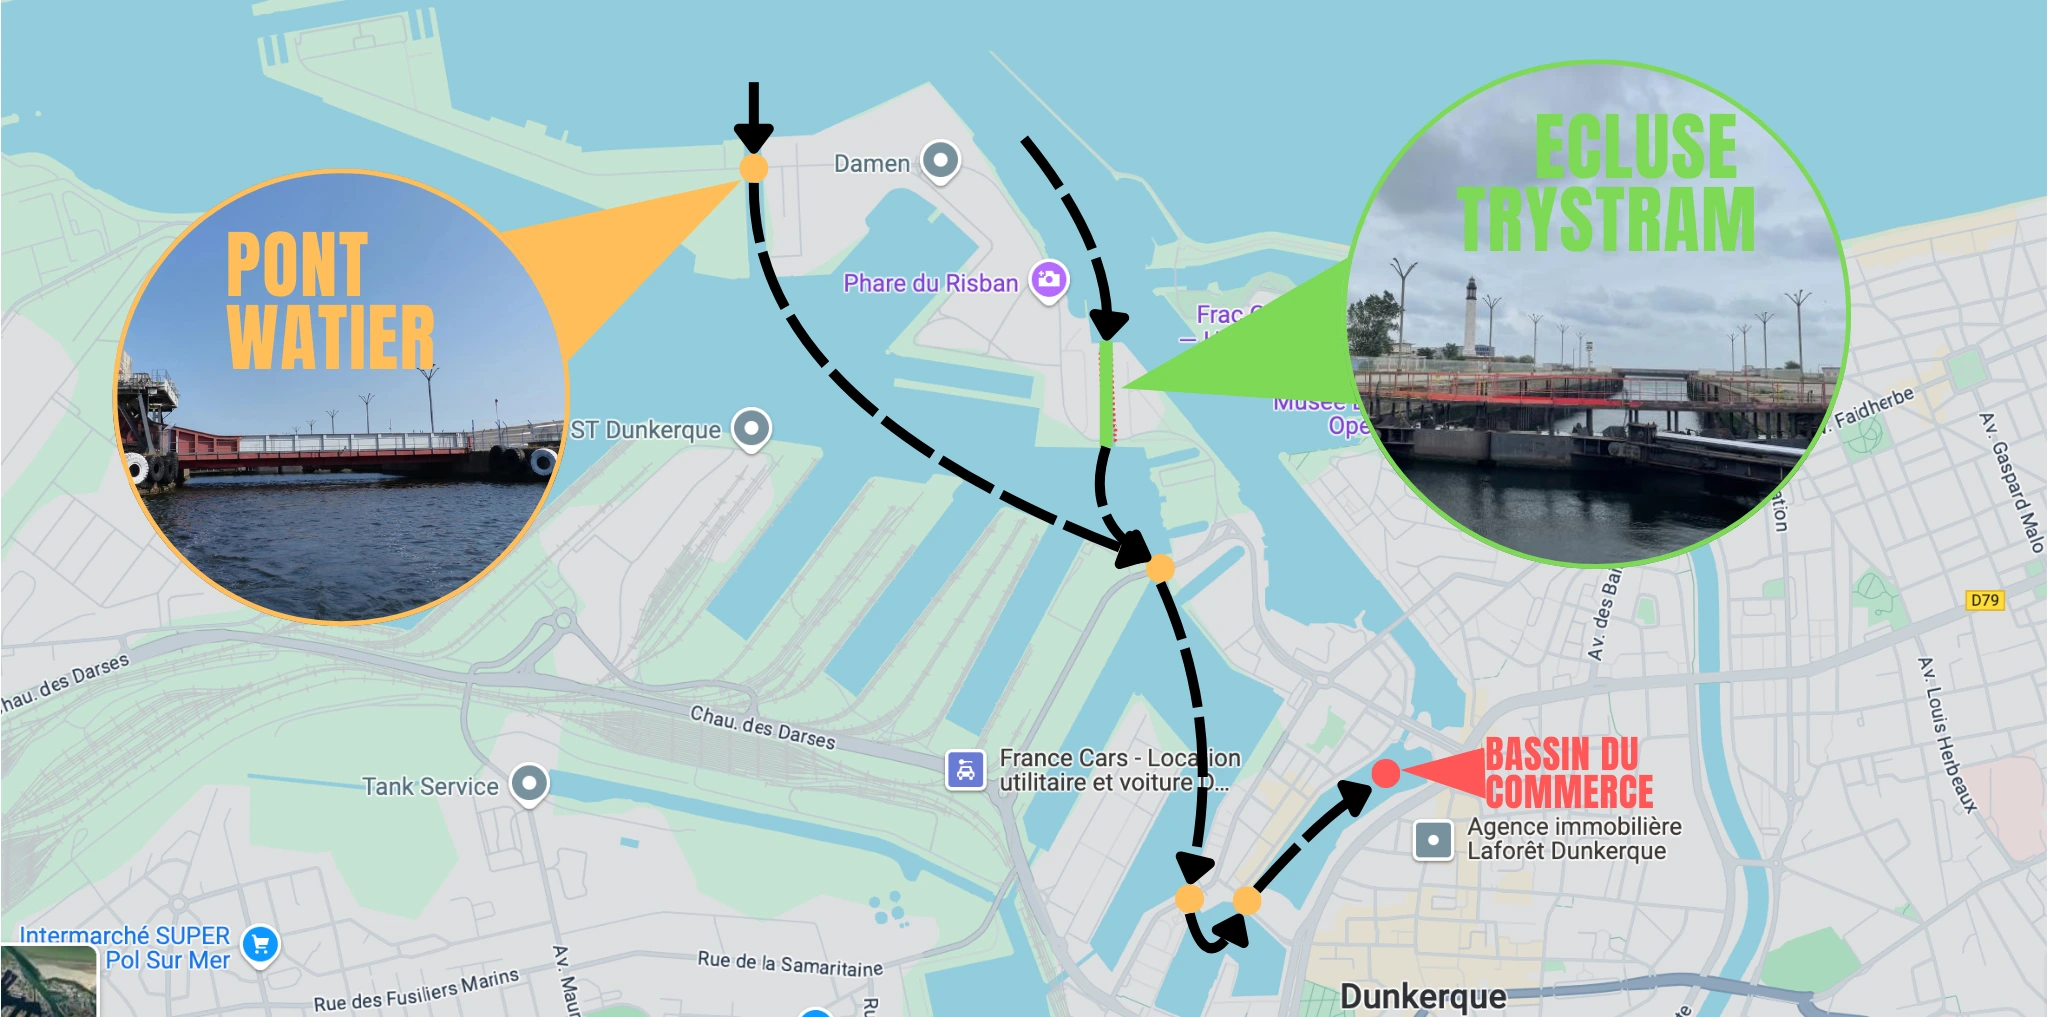 Damen
ECLUSE
TRYSTRAM
PONT
WATIER
Phare du Risban
Frac
ST Dunkerque
Musée
Ope
Faidherbe
Av. Gaspard Malo
Av. des Bai
ation
D79
Chau. des Darses
Chau. des Darses
Av. Louis Herbeaux
France Cars - Location
utilitaire et voiture D...
Tank Service
BASSIN DU
COMMERCE
Agence immobilière
Laforêt Dunkerque
Intermarché SUPER
Pol Sur Mer
Rue de la Samaritaine
Rue des Fusiliers Marins
Av. Maur
Ru
Dunkerque